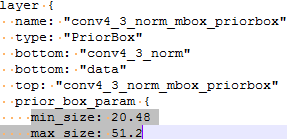 layer {
name: "conv4_3_norm_mbox_priorbox"
type: "PriorBox"
bottom: "conv4_3_norm"
bottom: "data"
top: "conv4_3_norm_mbox_priorbox"
prior_box_param {
min_size: 20.48
max_size: 51.2